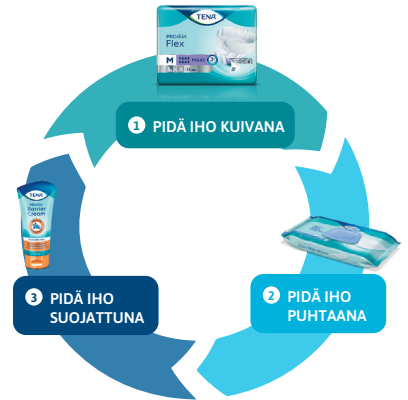 TENA
PROskin
Flex
M
MAXI
1 PIDÄ IHO KUIVANA
TENA
Barrier
Cream
3 PIDÄ IHO
SUOJATTUNA
2 PIDÄ IHO
PUHTAANA